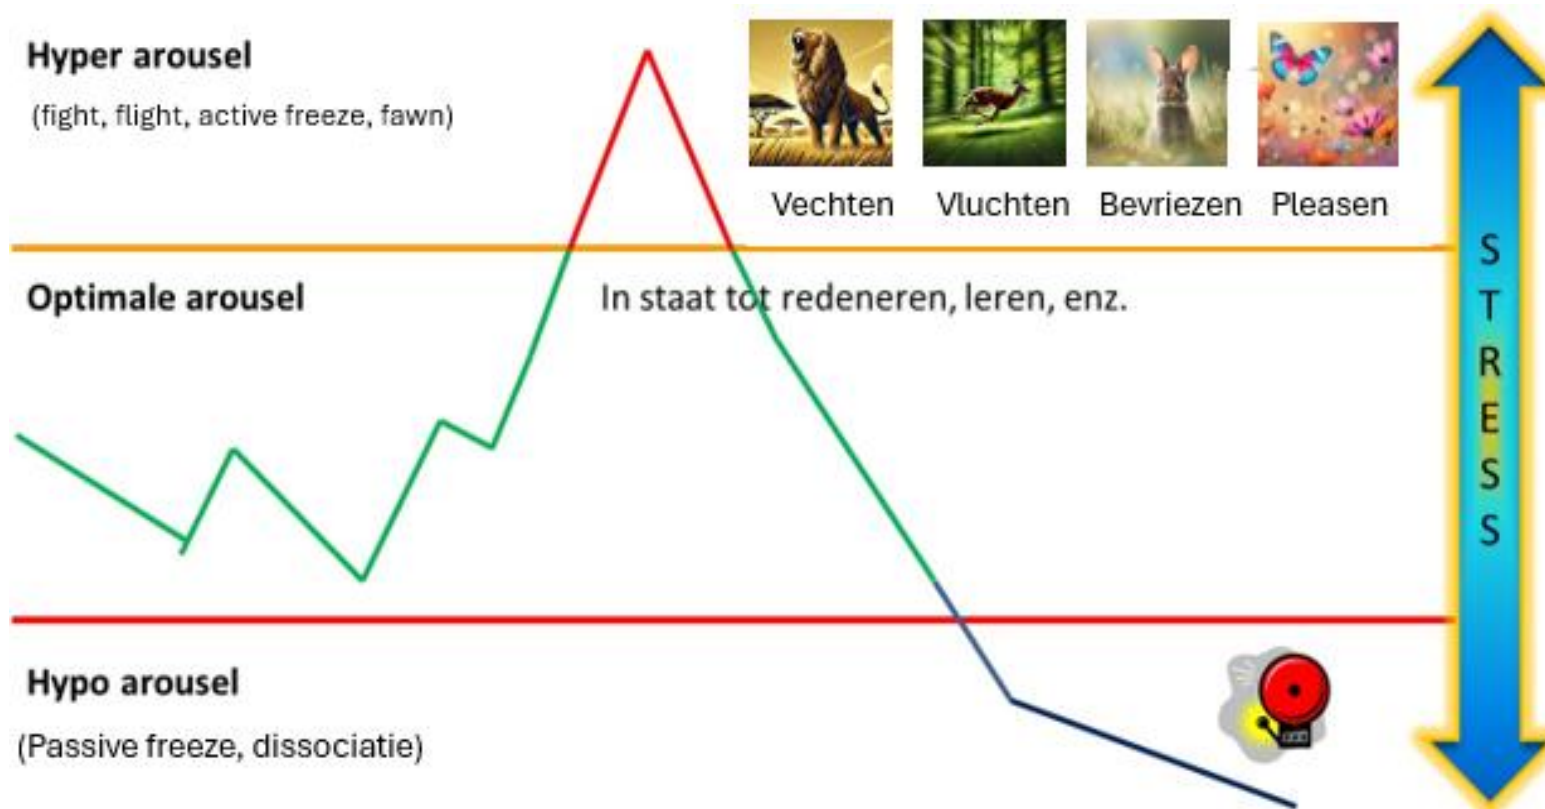 Hyper arousel
(fight, flight, active freeze, fawn)
Vechten
Vluchten
Bevriezen
Pleasen
Optimale arousel
In staat tot redeneren, leren, enz.
Hypo arousel
(Passive freeze, dissociatie)
S
T
R
E
S
S